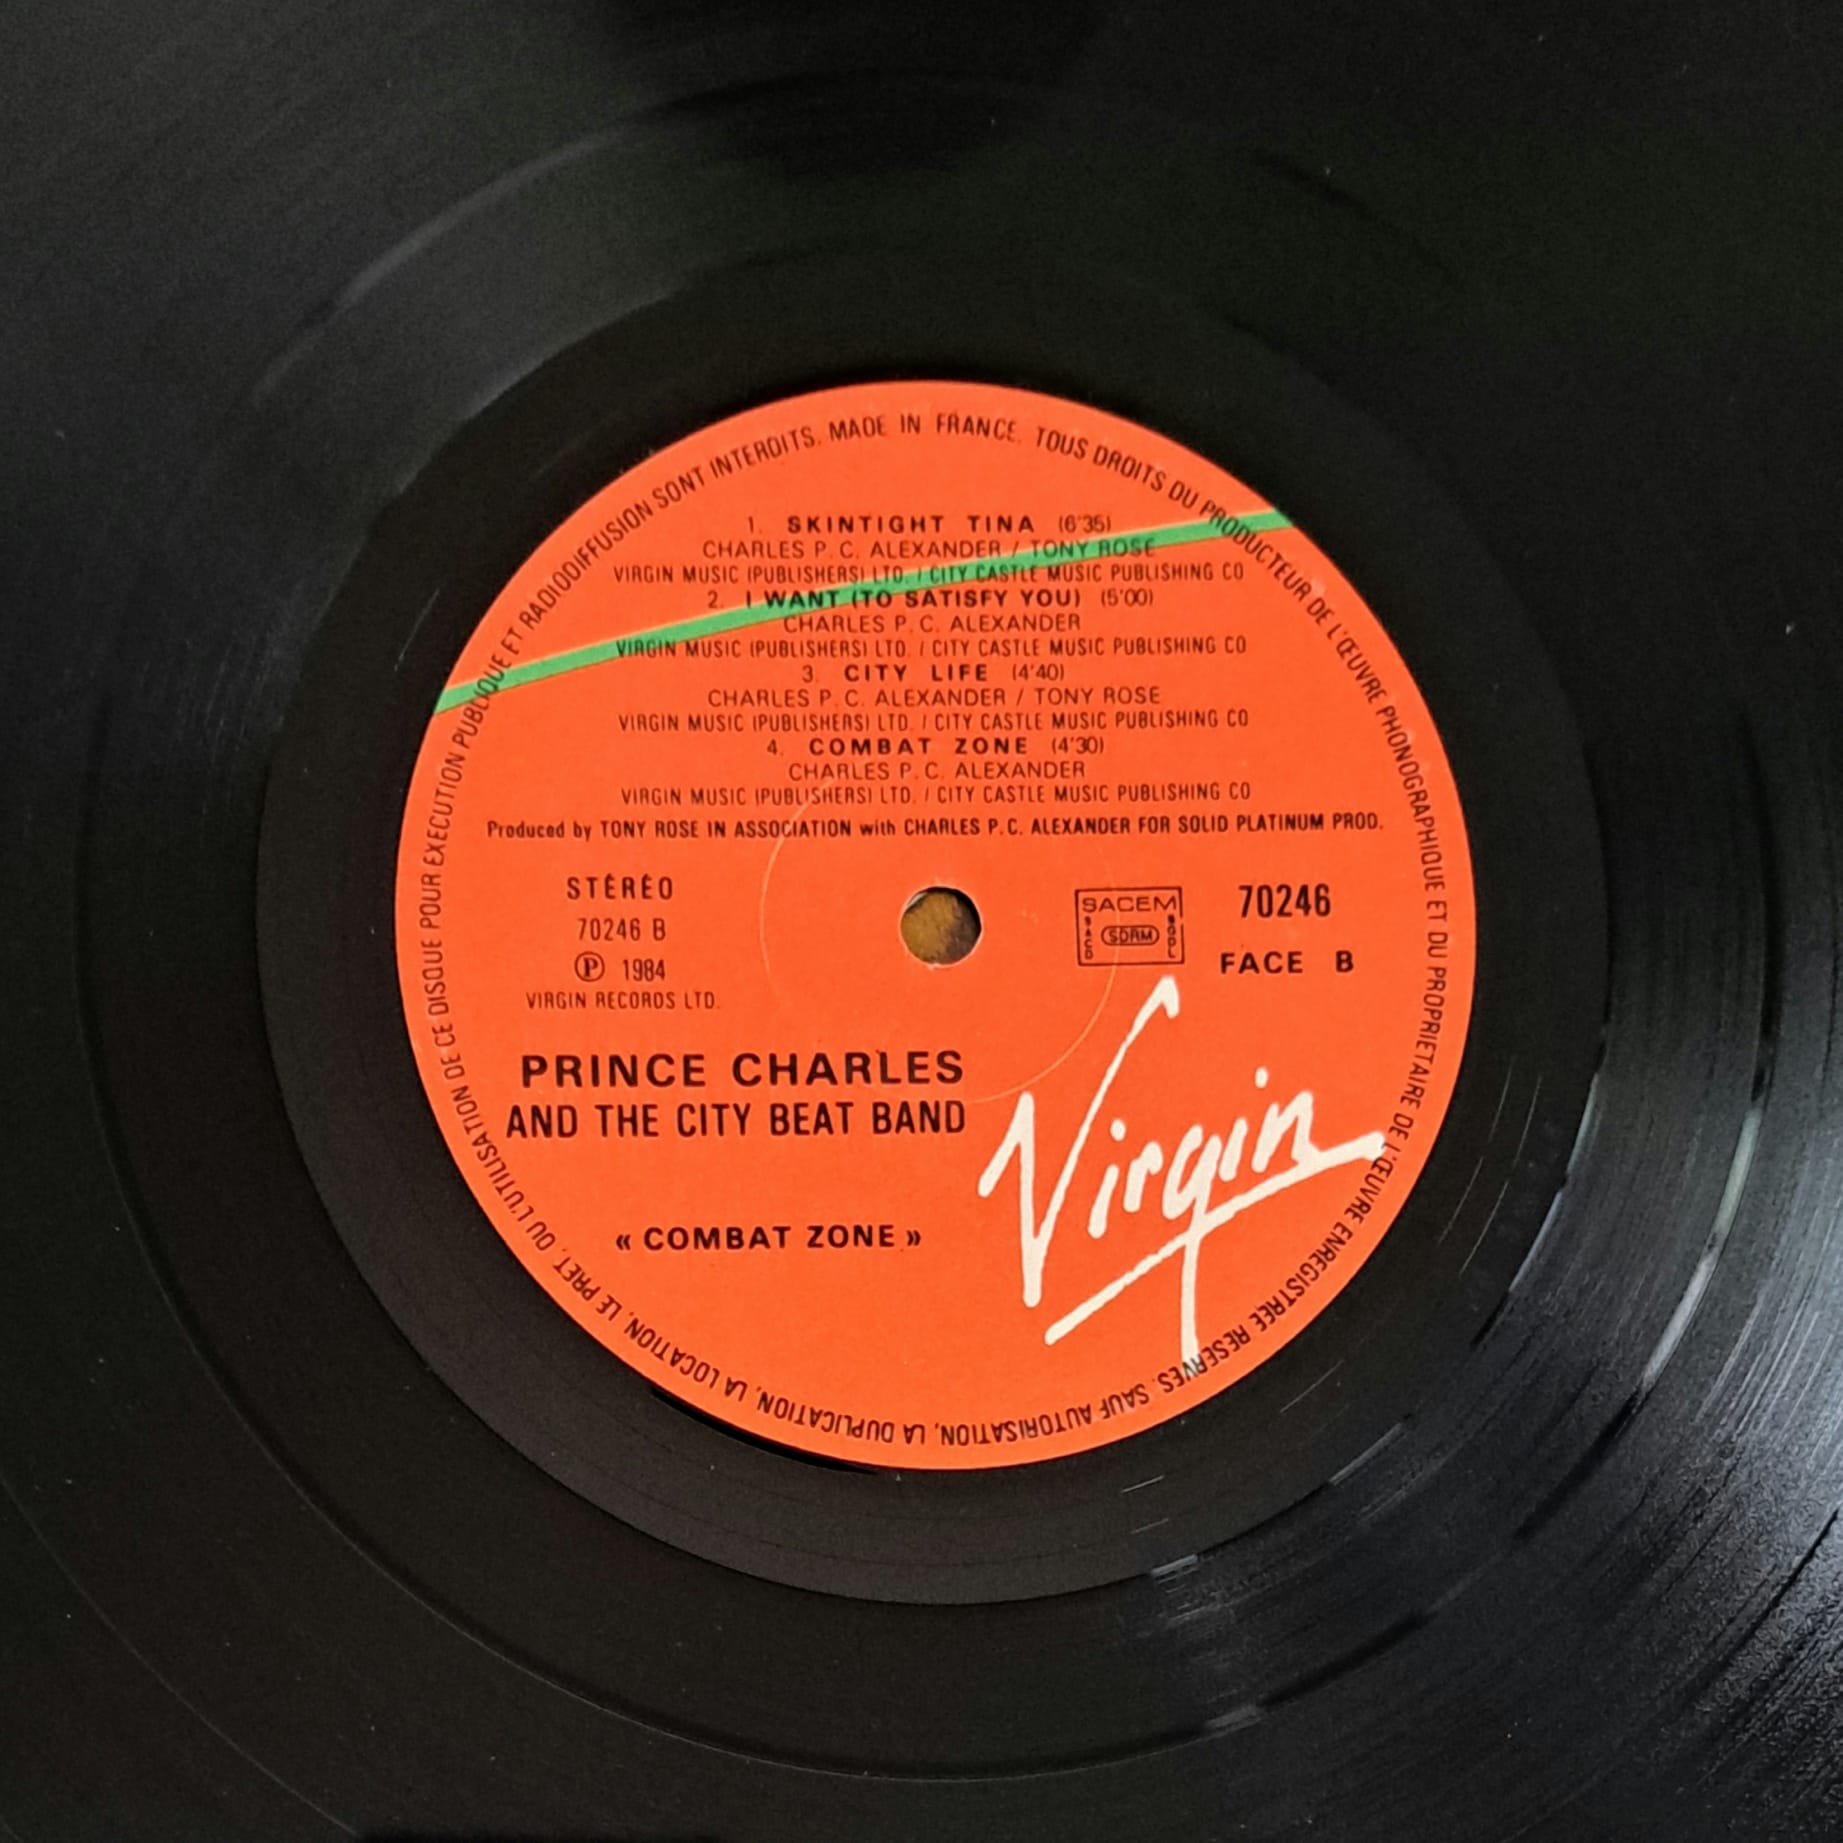 1. SKINTIGHT TINA (6'35)
CHARLES P. C. ALEXANDER / TONY ROSE
VIRGIN MUSIC (PUBLISHERS) LTD. / CITY CASTLE MUSIC PUBLISHING CO
2. I WANT (TO SATISFY YOU) (5'00)
CHARLES P. C. ALEXANDER
VIRGIN MUSIC (PUBLISHERS) LTD. / CITY CASTLE MUSIC PUBLISHING CO
3. CITY LIFE (4'40)
CHARLES P. C. ALEXANDER / TONY ROSE
VIRGIN MUSIC (PUBLISHERS) LTD. / CITY CASTLE MUSIC PUBLISHING CO
4. COMBAT ZONE (4'30)
CHARLES P. C. ALEXANDER
VIRGIN MUSIC (PUBLISHERS) LTD. / CITY CASTLE MUSIC PUBLISHING CO
Produced by TONY ROSE IN ASSOCIATION with CHARLES P. C. ALEXANDER FOR SOLID PLATINUM PROD.
STÉRÉO
70246 B
Ⓟ 1984
VIRGIN RECORDS LTD.
SACEM
SACD
SDRM
SGDL
70246
FACE B
PRINCE CHARLES
AND THE CITY BEAT BAND
« COMBAT ZONE »
Virgin
MADE IN FRANCE. TOUS DROITS DU PRODUCTEUR DE L'ŒUVRE PHONOGRAPHIQUE ET DU PROPRIETAIRE DE L'ŒUVRE ENREGISTREE RESERVES. SAUF AUTORISATION, LA DUPLICATION, LA LOCATION, LE PRET, OU L'UTILISATION DE CE DISQUE POUR EXECUTION PUBLIQUE ET RADIODIFFUSION SONT INTERDITS.